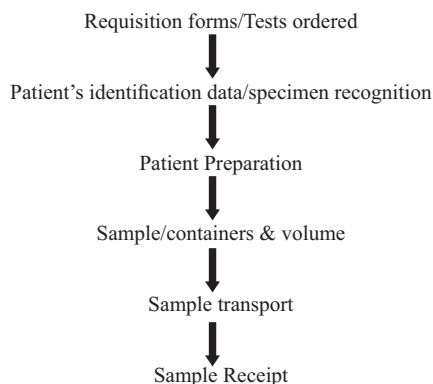 Requisition forms/Tests ordered
Patient’s identification data/specimen recognition
Patient Preparation
Sample/containers & volume
Sample transport
Sample Receipt